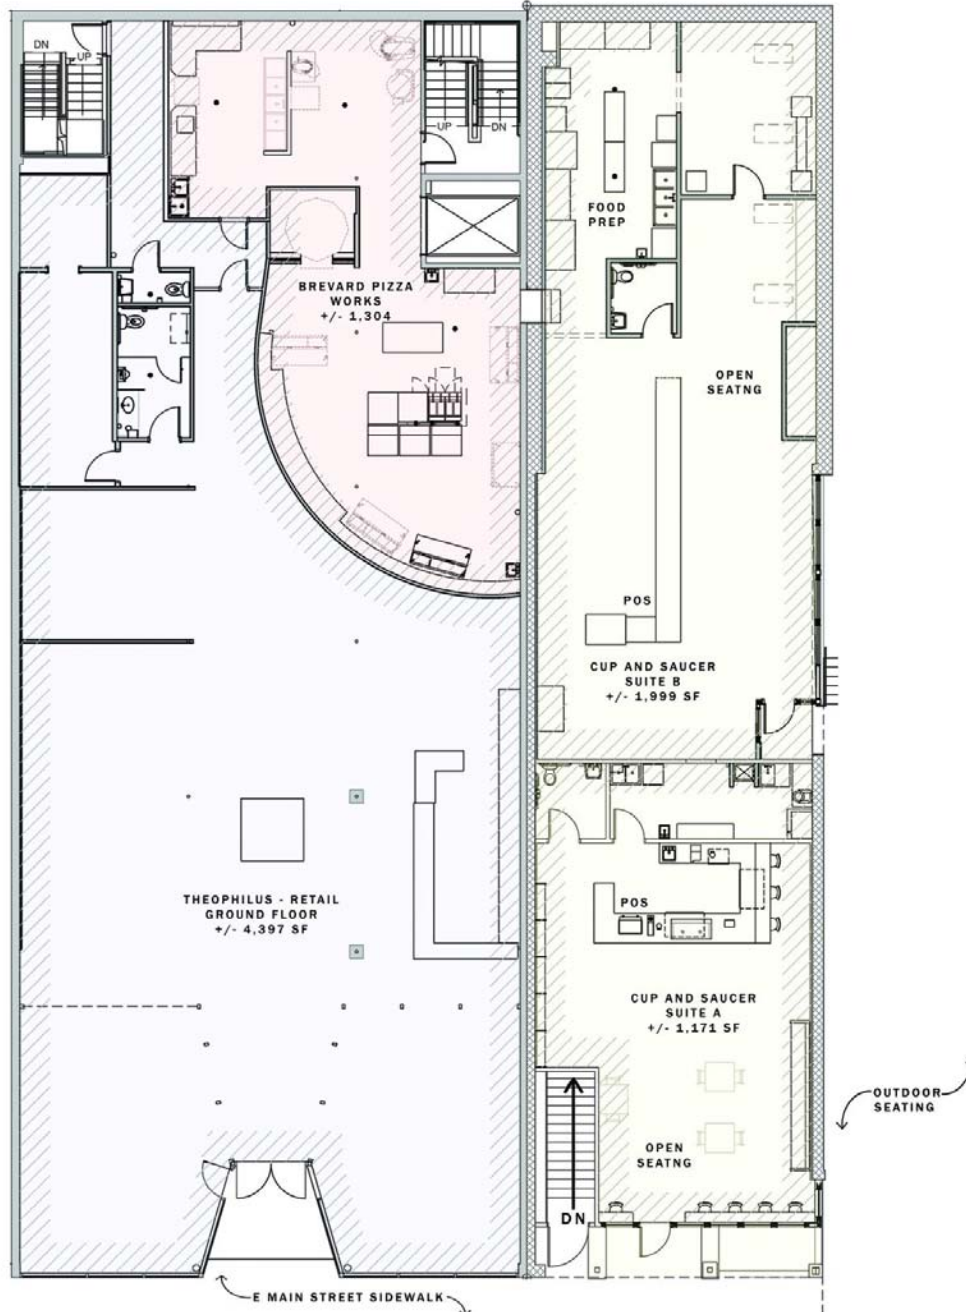 DN
UP
UP
DN
FOOD
PREP
BREVARD PIZZA
WORKS
+/- 1,304
OPEN
SEATNG
POS
CUP AND SAUCER
SUITE B
+/- 1,999 SF
THEOPHILUS - RETAIL
GROUND FLOOR
+/- 4,397 SF
POS
CUP AND SAUCER
SUITE A
+/- 1,171 SF
OUTDOOR
SEATING
OPEN
SEATNG
DN
E MAIN STREET SIDEWALK